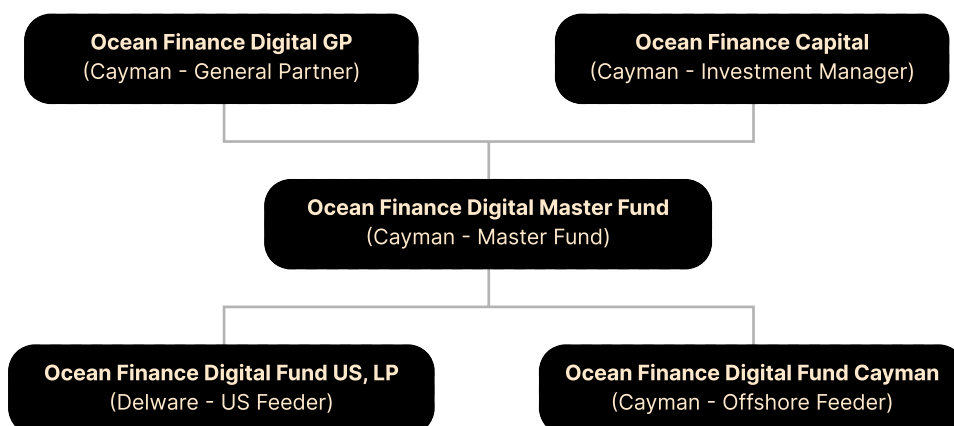 Ocean Finance Digital GP
(Cayman - General Partner)
Ocean Finance Capital
(Cayman - Investment Manager)
Ocean Finance Digital Master Fund
(Cayman - Master Fund)
Ocean Finance Digital Fund US, LP
(Delware - US Feeder)
Ocean Finance Digital Fund Cayman
(Cayman - Offshore Feeder)